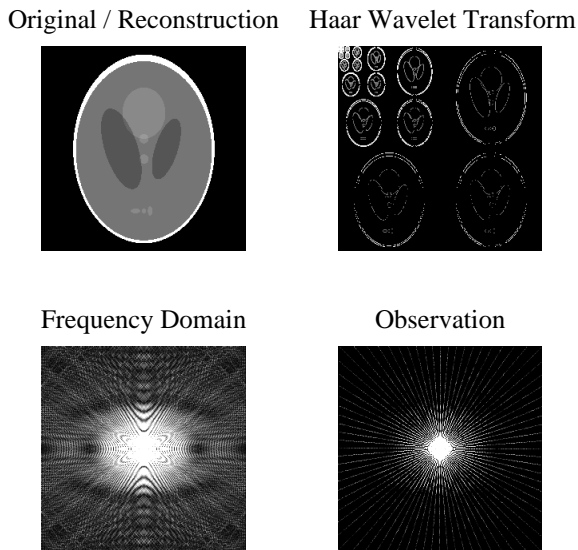 Original / Reconstruction
Haar Wavelet Transform
Frequency Domain
Observation